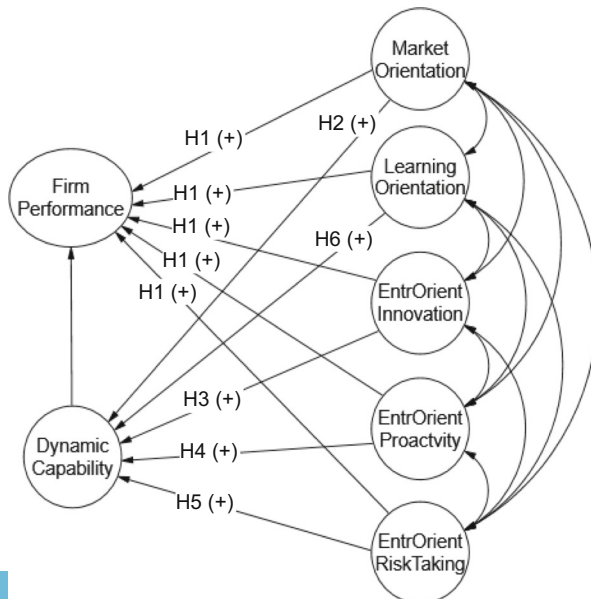 Market
Orientation
H1 (+)
H2 (+)
Learning
Orientation
Firm
Performance
H1 (+)
H1 (+)
H6 (+)
H1 (+)
H1 (+)
EntrOrient
Innovation
H3 (+)
EntrOrient
Proactvity
Dynamic
Capability
H4 (+)
H5 (+)
EntrOrient
RiskTaking